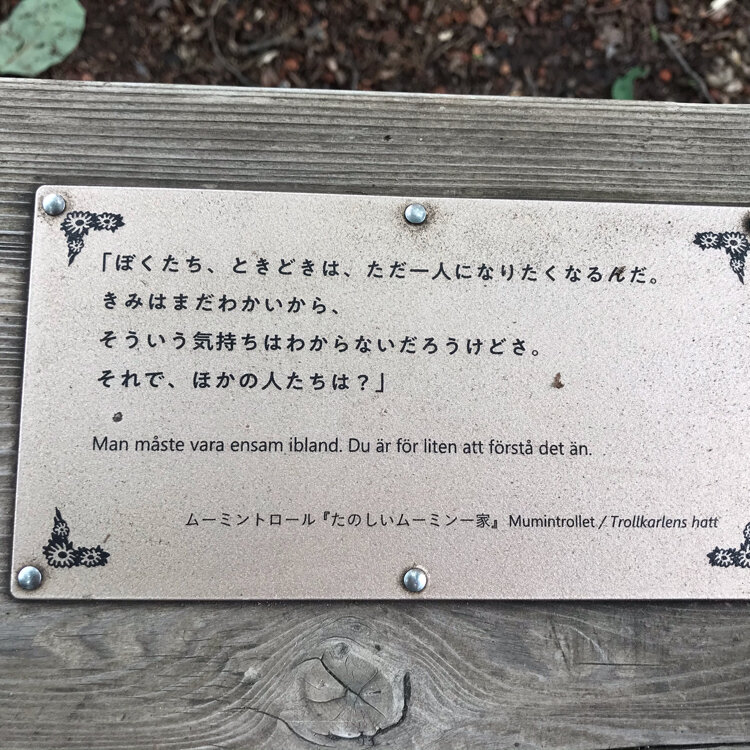 「ぼくたち、ときどきは、ただ一人になりたくなるんだ。
きみはまだわかいから、
そういう気持ちはわからないだろうけどさ。
それで、ほかの人たちは？」
Man måste vara ensam ibland. Du är för liten att förstå det än.
ムーミントロール『たのしいムーミン一家』 Mumintrollet / Trollkarlens hatt